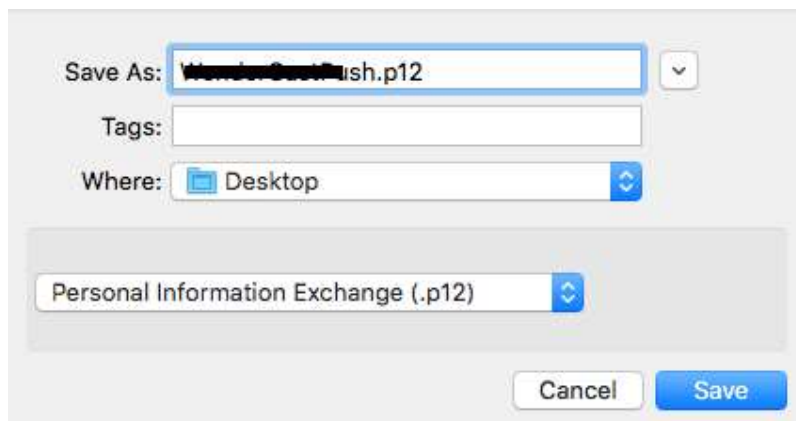 Save As: ush.p12
Tags:
Where: Desktop
Personal Information Exchange (.p12)
Cancel Save